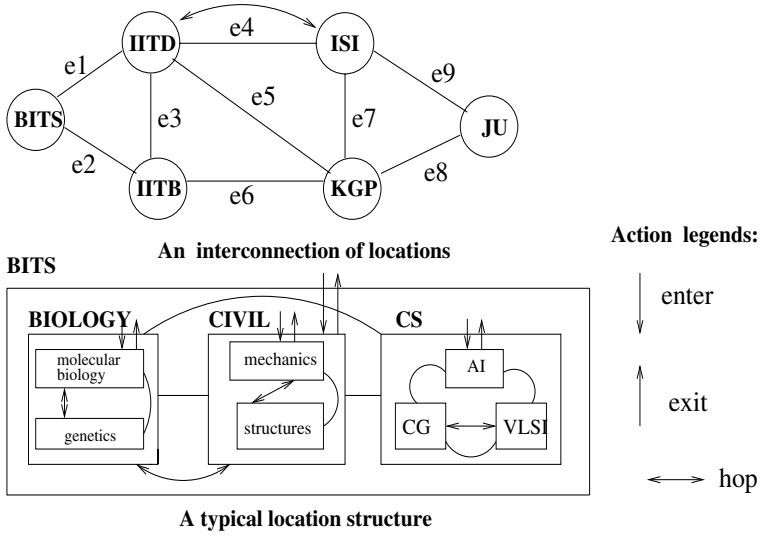 e4
IITD
ISI
e1
e9
e5
BITS
e3
e7
JU
e2
e8
IITB
KGP
e6
An interconnection of locations
Action legends:
BITS
enter
BIOLOGY
CIVIL
CS
molecular
biology
mechanics
AI
exit
genetics
structures
CG
VLSI
hop
A typical location structure